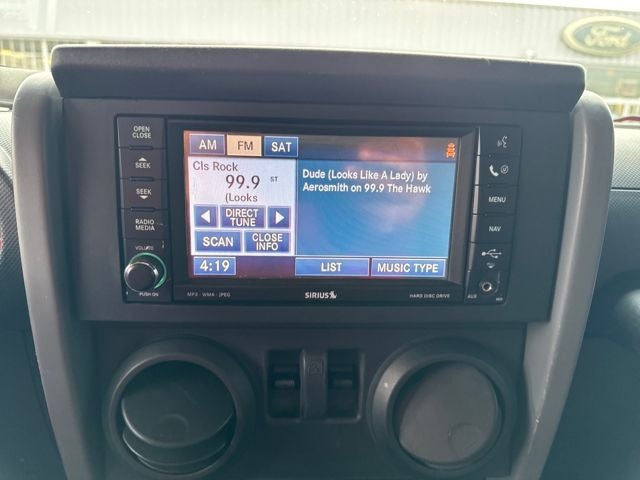 Ford
OPEN
CLOSE
SEEK
SEEK
RADIO
MEDIA
VOLUME
PUSH ON
AM FM SAT
Cls Rock
99.9 ST
(Looks
DIRECT
TUNE
SCAN
CLOSE
INFO
4:19
Dude (Looks Like A Lady) by
Aerosmith on 99.9 The Hawk
LIST
MUSIC TYPE
MENU
NAV
AUX
MP3 - WMA - JPEG
SIRIUS
HARD DISC DRIVE